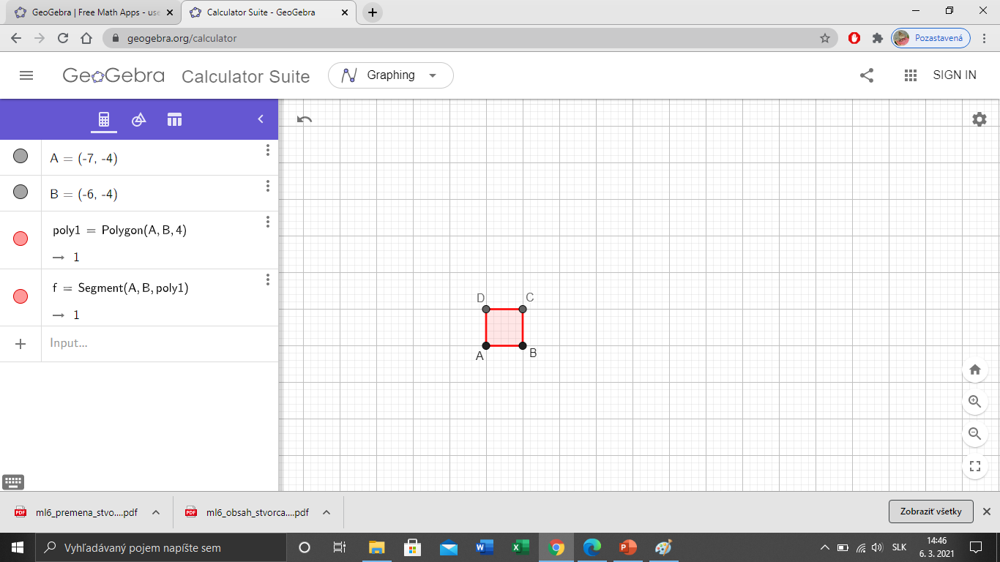 GeoGebra | Free Math Apps - use
Calculator Suite - GeoGebra
geogebra.org/calculator
Pozastavená
GeoGebra Calculator Suite
Graphing
SIGN IN
A = (-7, -4)
B = (-6, -4)
poly1 = Polygon(A, B, 4)
→ 1
f = Segment(A, B, poly1)
→ 1
Input...
D
C
A
B
ml6_premena_stvo....pdf
ml6_obsah_stvorca....pdf
Zobraziť všetky
Vyhľadávaný pojem napíšte sem
SLK
14:46
6. 3. 2021